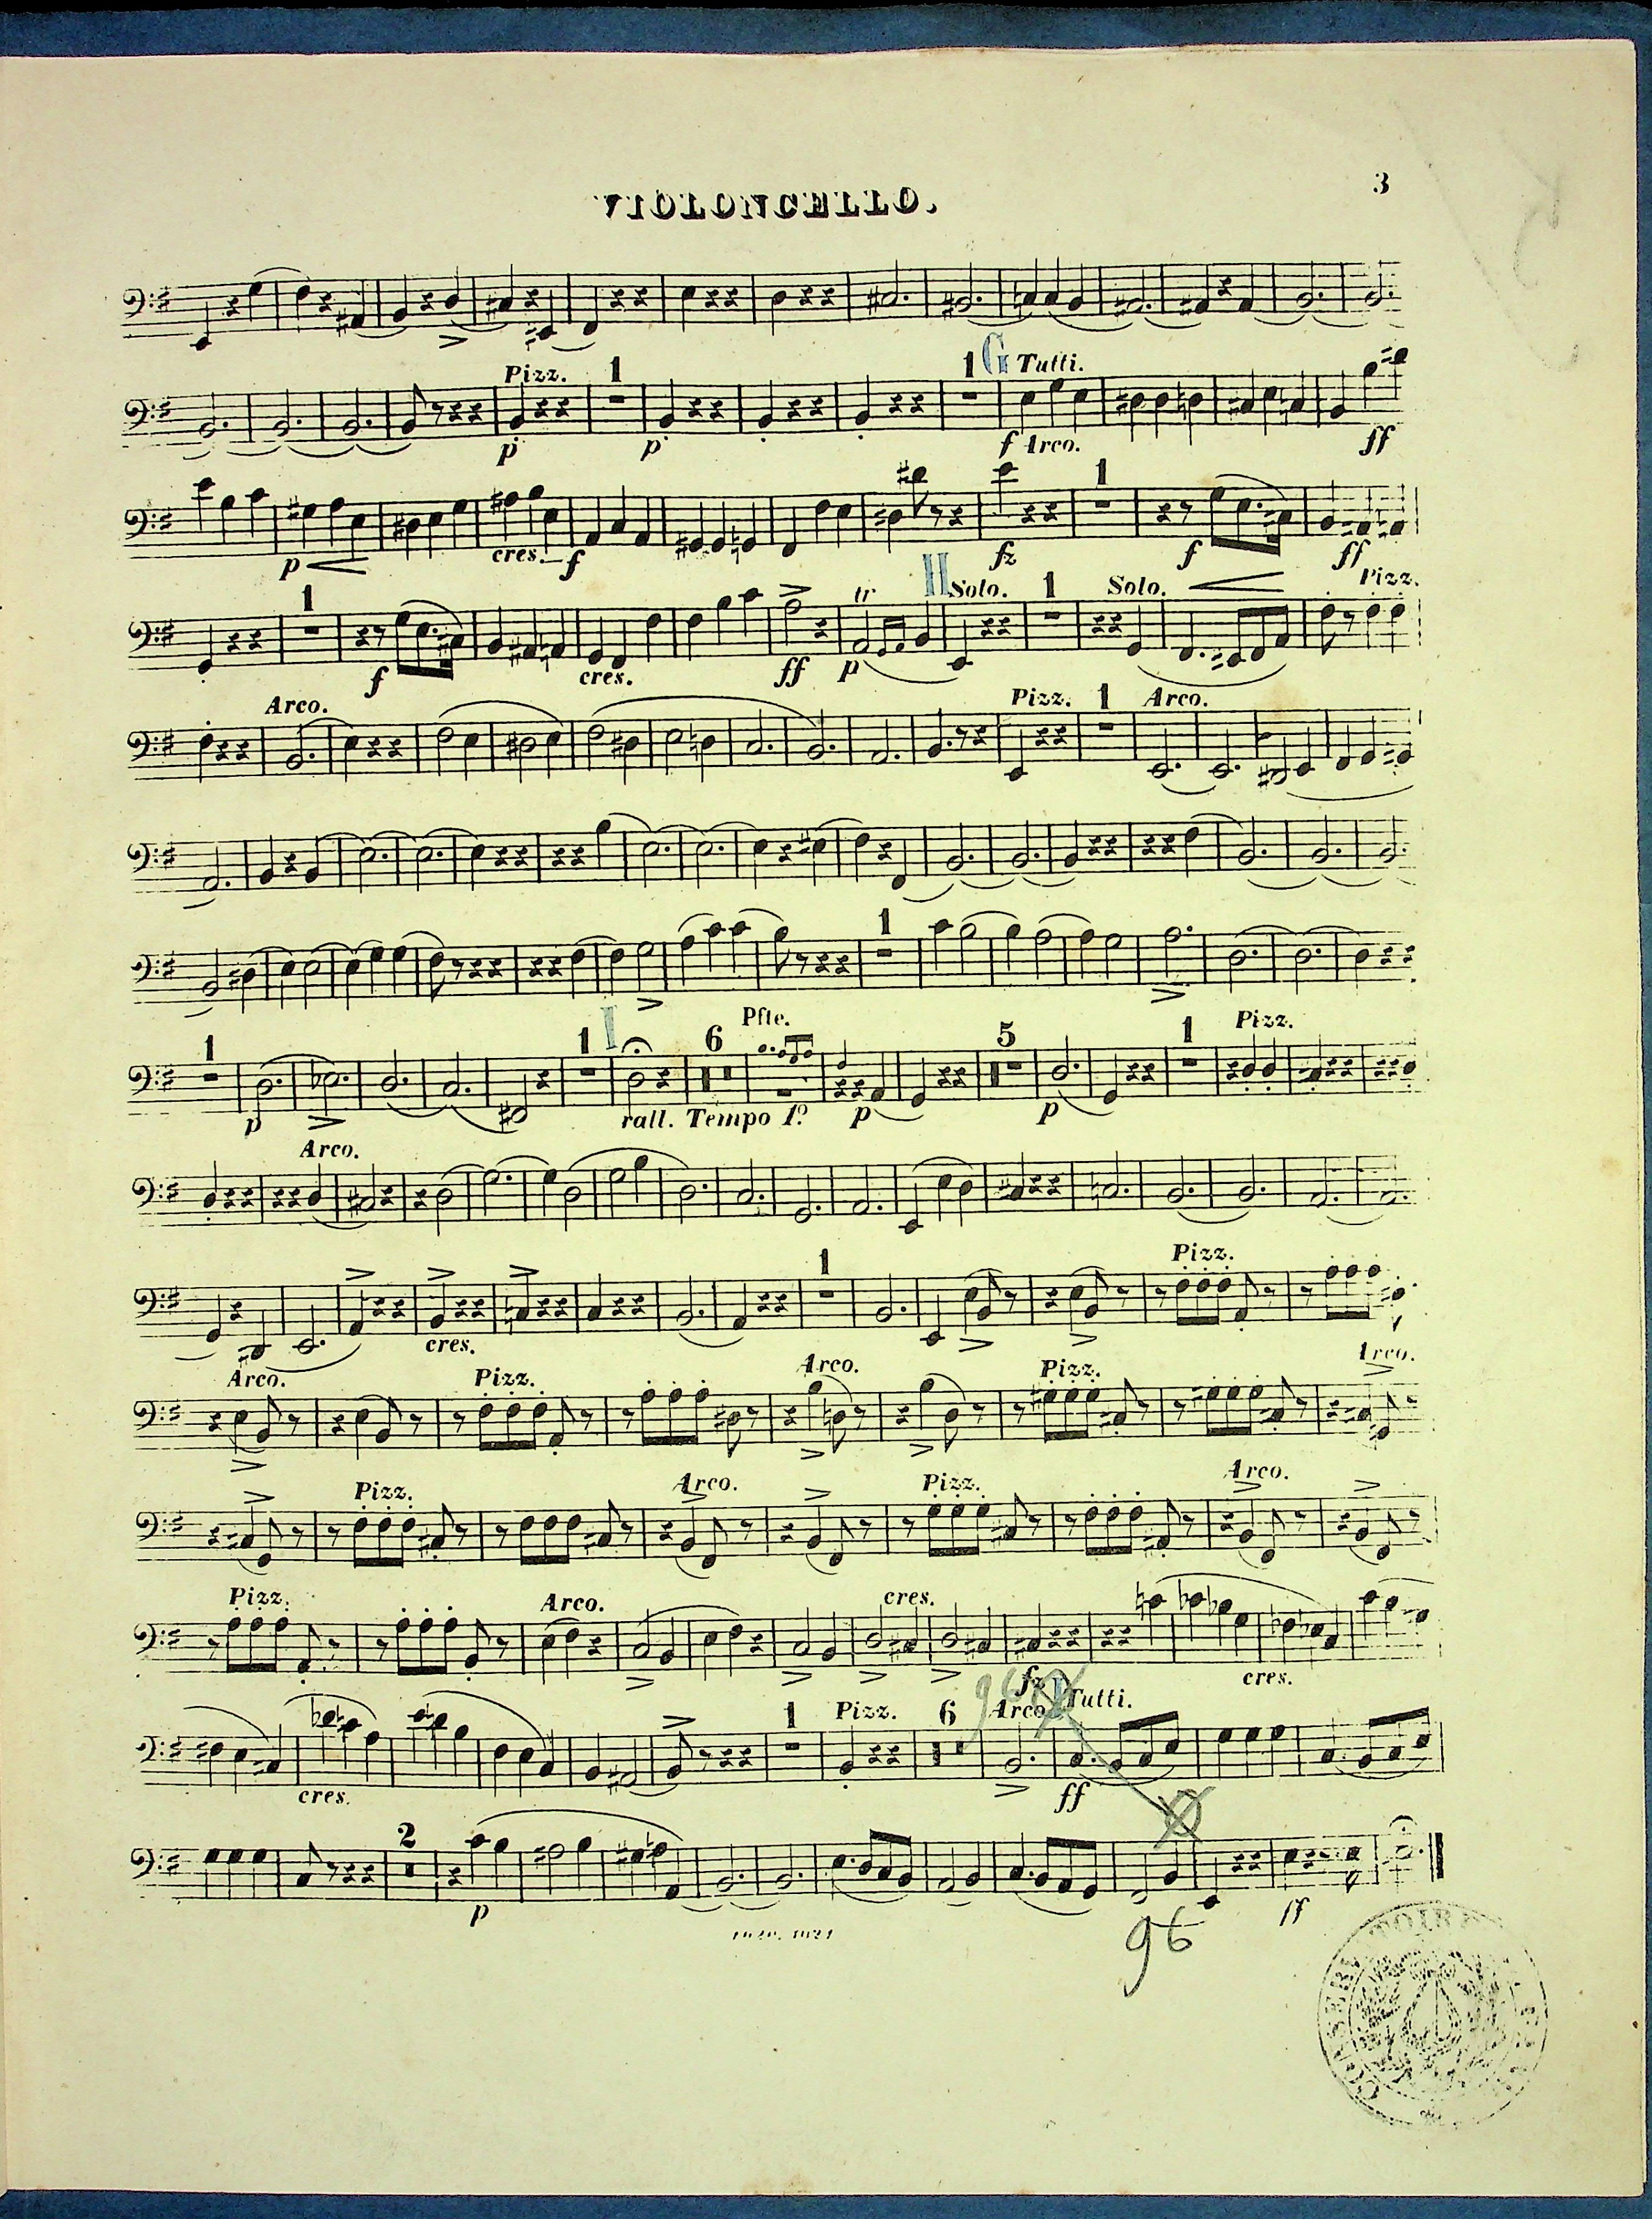 3
VIOLONCELLO.
Pizz. 1 1 G Tutti.
p p f Arco. ff
1
p cres. f fz f ff
1 tr H Solo. 1 Solo. Pizz.
f cres. ff p
Arco. Pizz. 1 Arco.
1
1 1 I 6 Pfte. 5 1 Pizz.
p rall. Tempo 1º. p p
Arco.
1 Pizz.
cres.
Arco. Pizz. Arco. Pizz. Arco.
Pizz. Arco. Pizz. Arco.
Pizz. Arco. cres.
fz cres.
96 Tutti.
1 Pizz. 6 Arco.
cres. ff
2
p ff
96